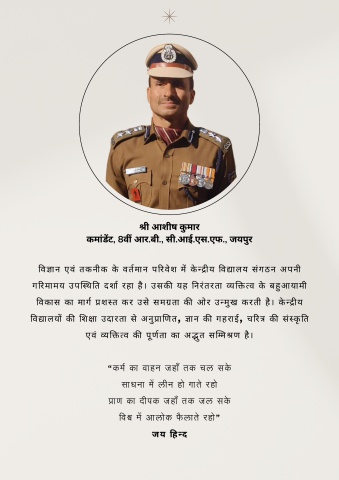 श्री आशीष कुमार
कमांडेंट, 8वीं आर.बी., सी.आई.एस.एफ., जयपुर
विज्ञान एवं तकनीक के वर्तमान परिवेश में केन्द्रीय विद्यालय संगठन अपनी
गरिमामय उपस्थिति दर्शा रहा है। उसकी यह निरंतरता व्यक्तित्व के बहुआयामी
विकास का मार्ग प्रशस्त कर उसे समग्रता की ओर उन्मुख करती है। केन्द्रीय
विद्यालयों की शिक्षा उदारता से अनुप्राणित, ज्ञान की गहराई, चरित्र की संस्कृति
एवं व्यक्तित्व की पूर्णता का अद्भुत सम्मिश्रण है।
“कर्म का वाहन जहाँ तक चल सके
साधना में लीन हो गाते रहो
प्राण का दीपक जहाँ तक जल सके
विश्व में आलोक फैलाते रहो”
जय हिन्द